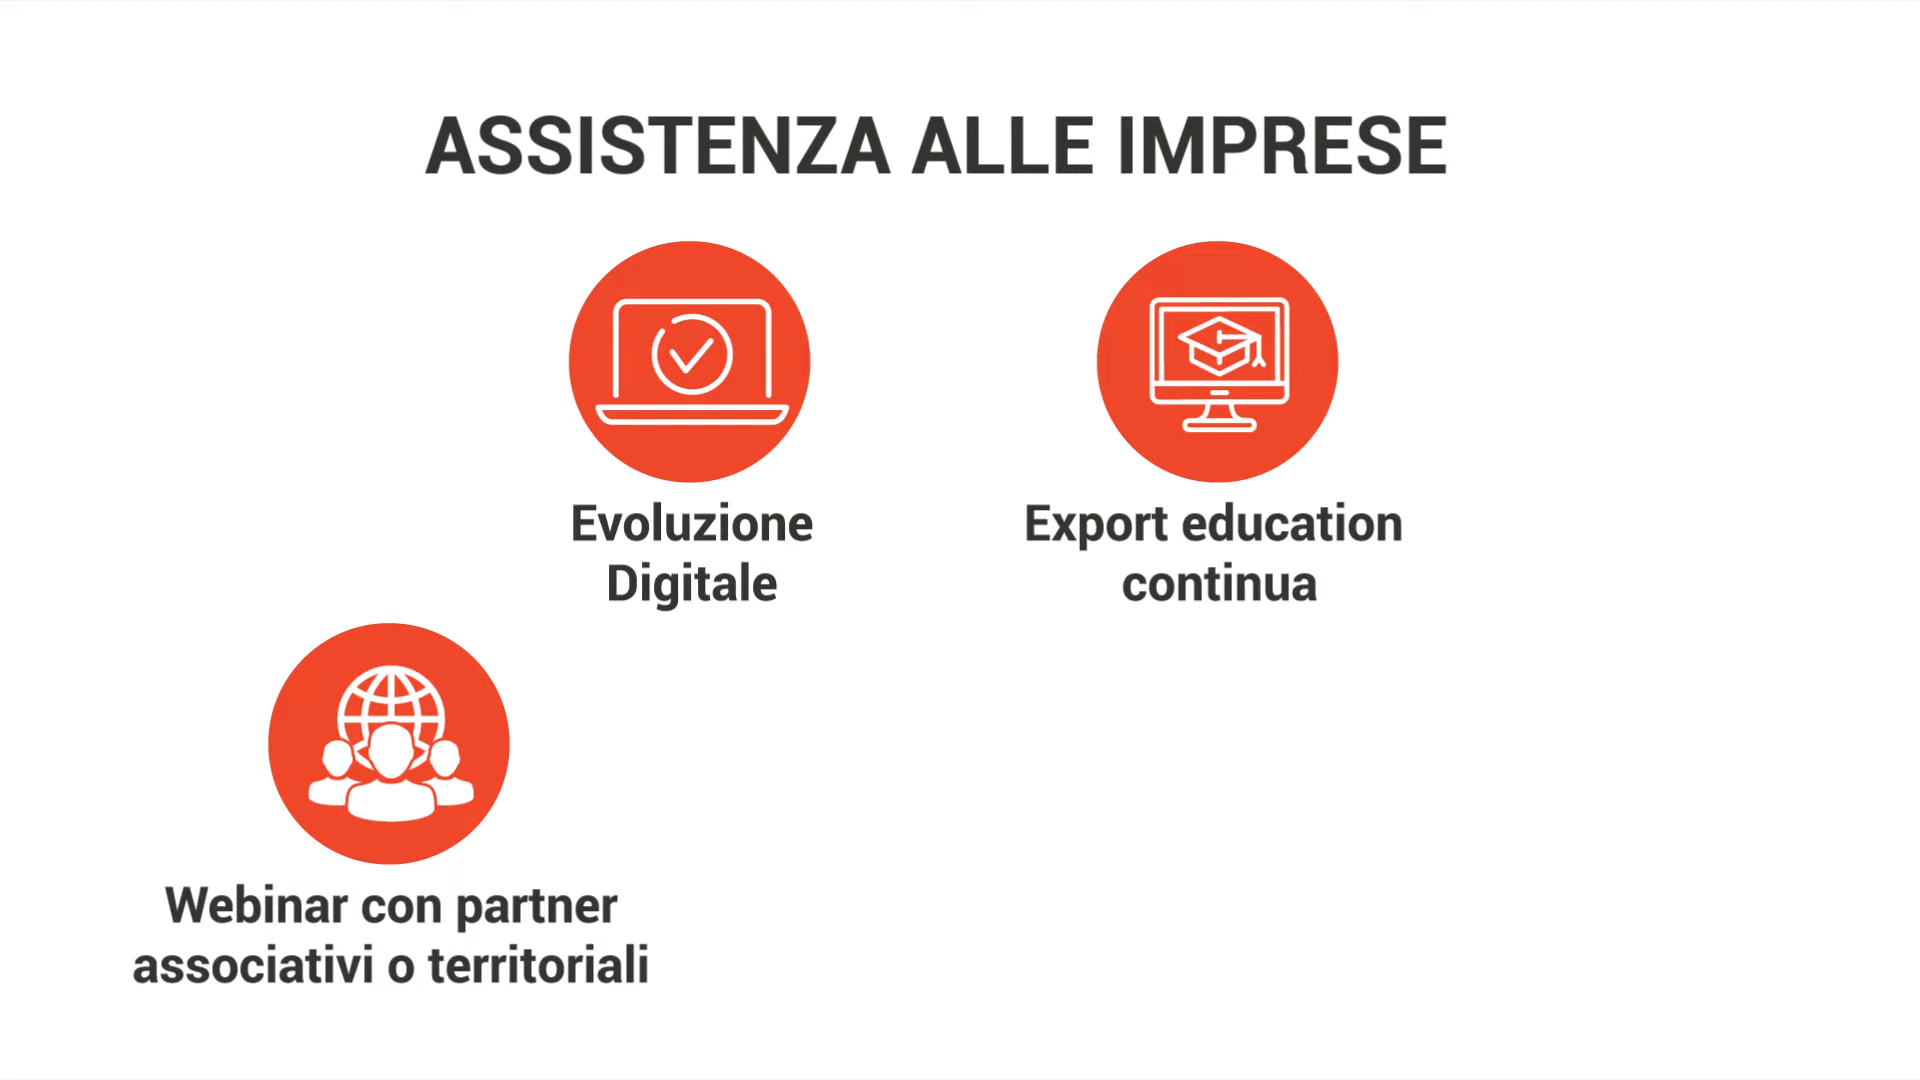 ASSISTENZA ALLE IMPRESE
Evoluzione
Digitale
Export education
continua
Webinar con partner
associativi o territoriali